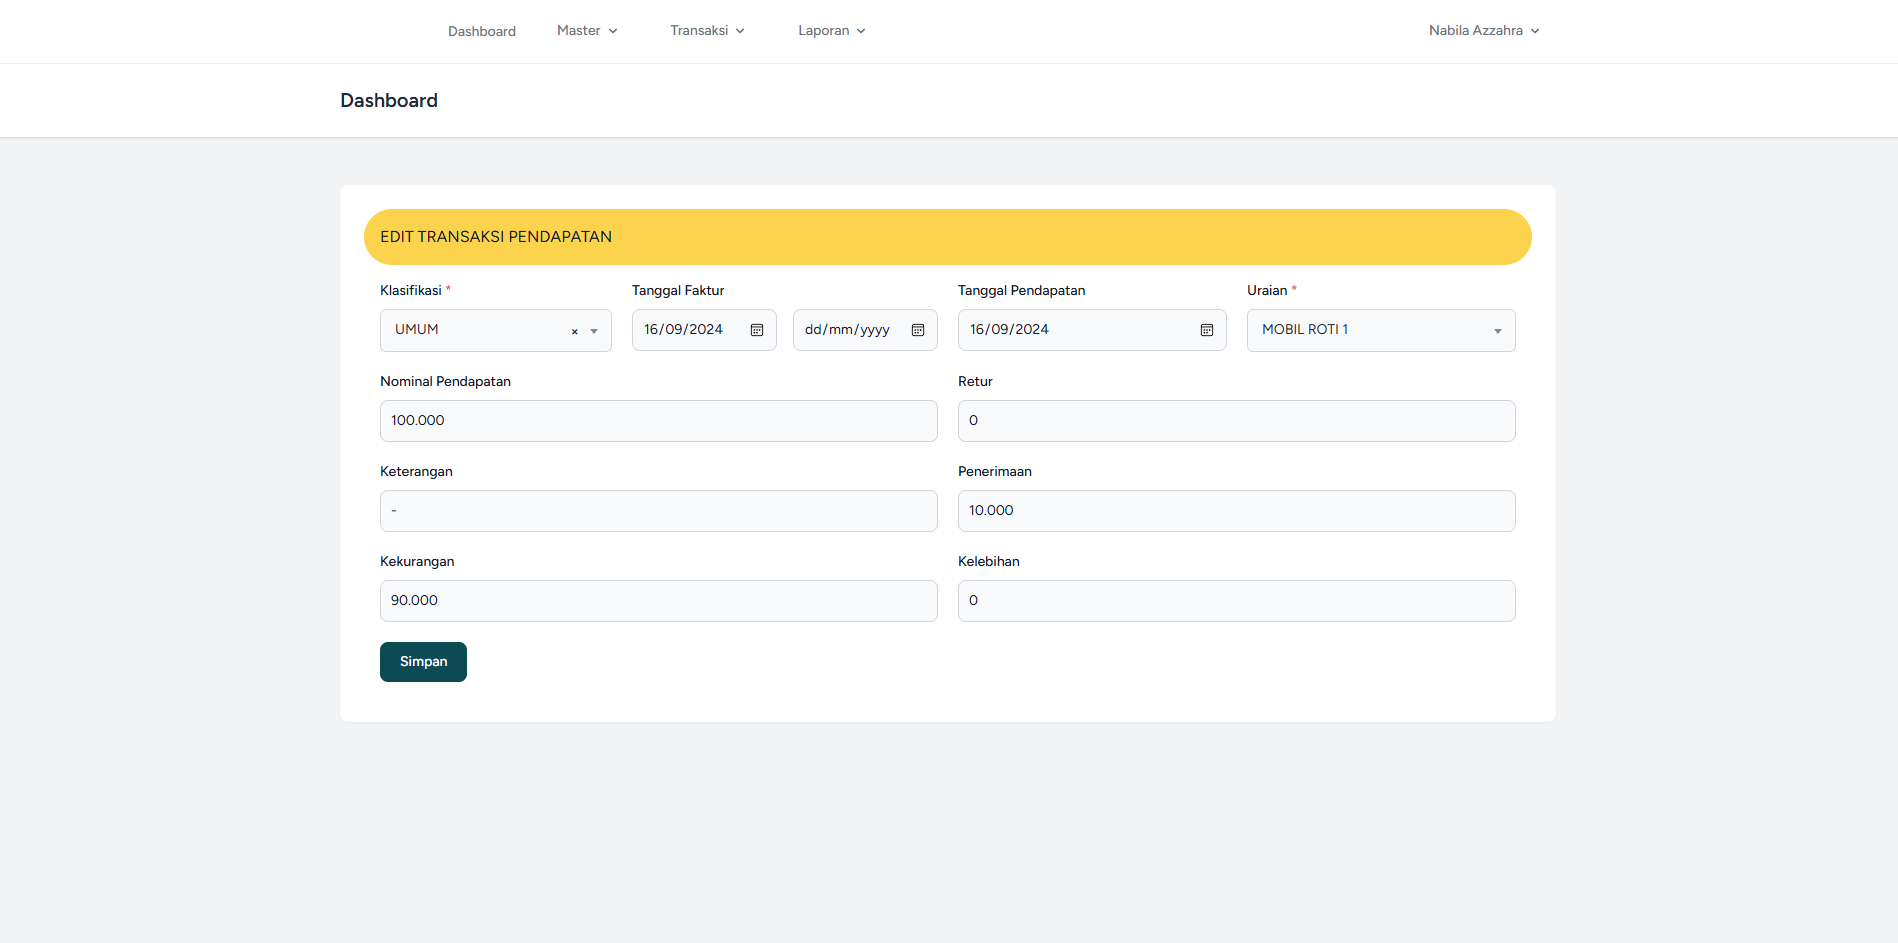 Dashboard Master Transaksi Laporan Nabila Azzahra
Dashboard
EDIT TRANSAKSI PENDAPATAN
Klasifikasi * Tanggal Faktur Tanggal Pendapatan Uraian *
UMUM × 16/09/2024 dd/mm/yyyy 16/09/2024 MOBIL ROTI 1
Nominal Pendapatan Retur
100.000 0
Keterangan Penerimaan
- 10.000
Kekurangan Kelebihan
90.000 0
Simpan